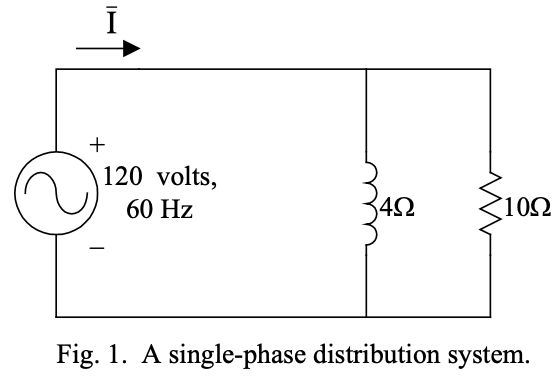 Ī
+
120 volts,
60 Hz
−
4Ω
10Ω
Fig. 1. A single-phase distribution system.